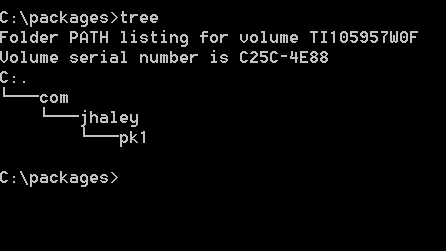 C:\packages>tree
Folder PATH listing for volume TI105957W0F
Volume serial number is C25C-4E88
C:.
└───com
    └───jhaley
        └───pk1
C:\packages>